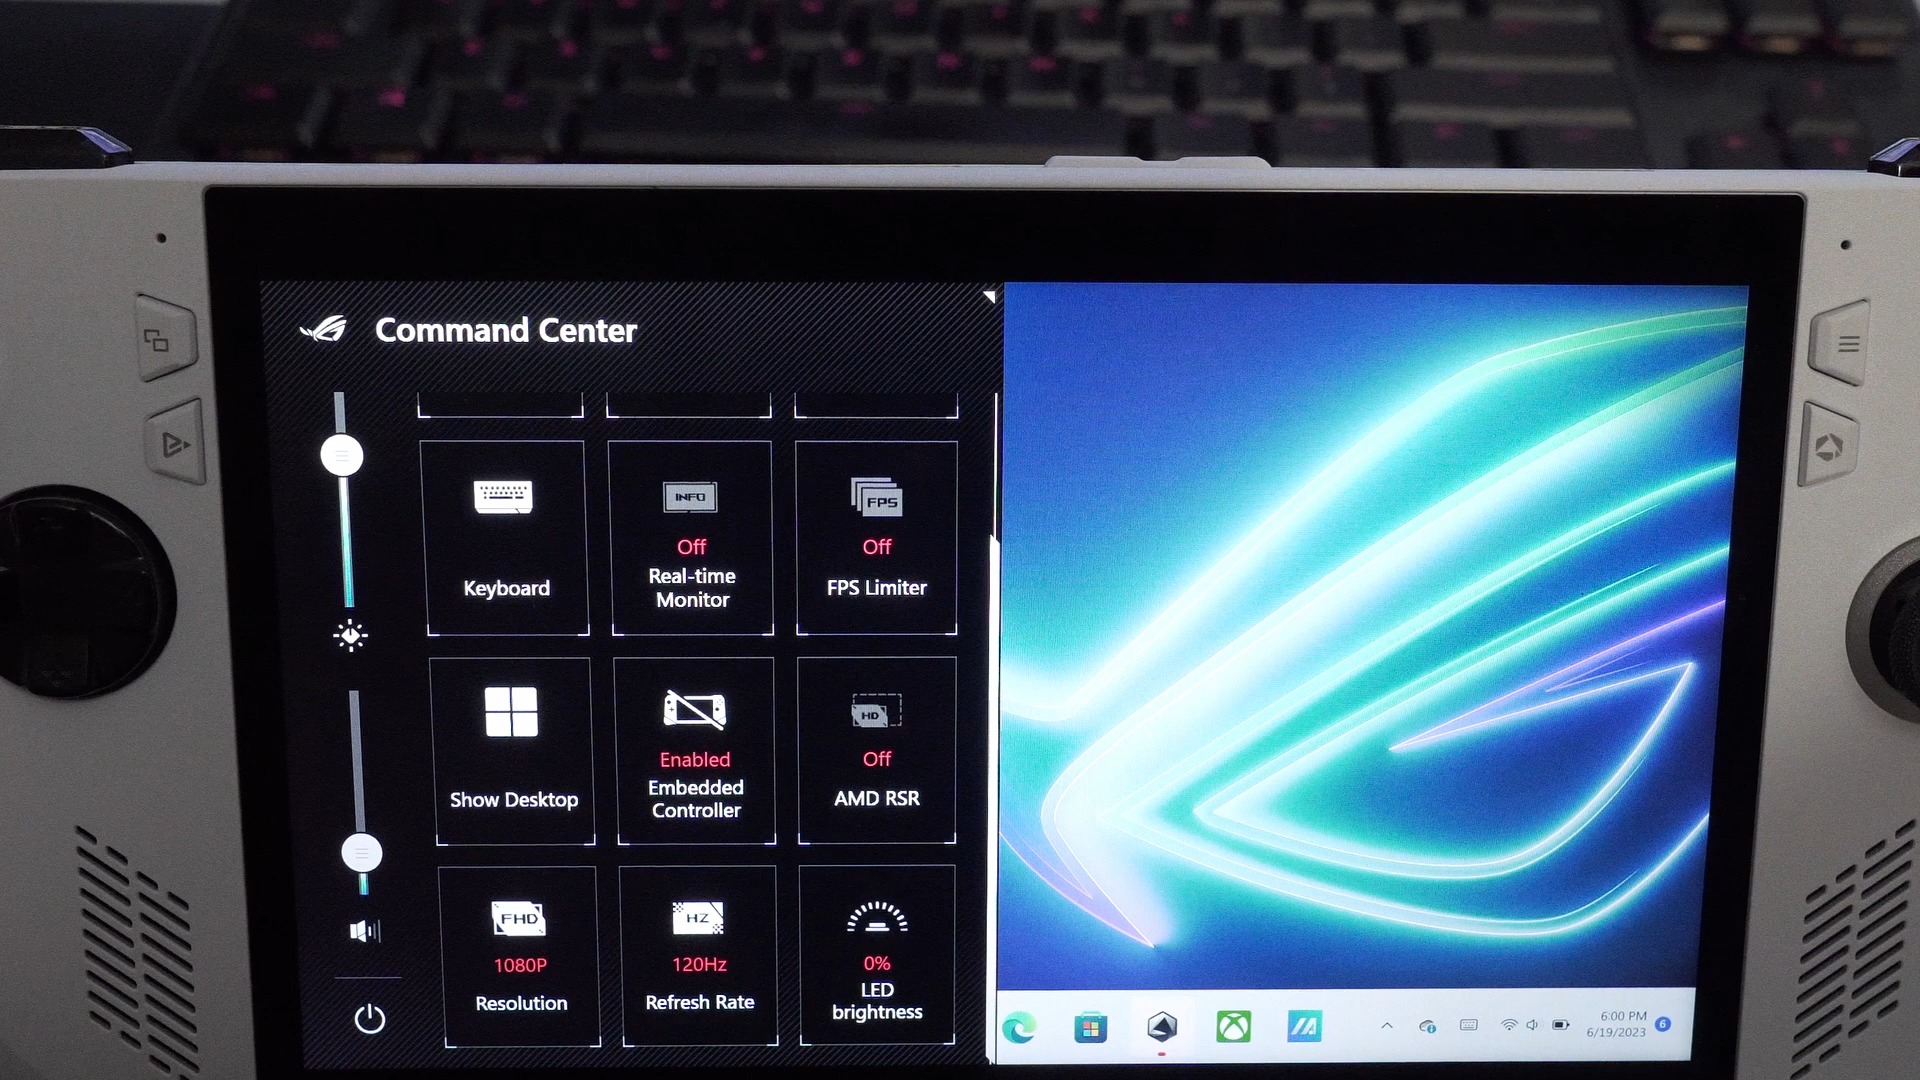 Command Center
Keyboard
INFO
Off
Real-time
Monitor
FPS
Off
FPS Limiter
Show Desktop
Enabled
Embedded
Controller
HD
Off
AMD RSR
FHD
1080P
Resolution
HZ
120Hz
Refresh Rate
0%
LED
brightness
6:00 PM
6/19/2023
6